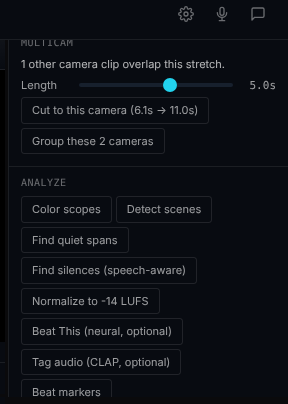 MULTICAM
1 other camera clip overlap this stretch.
Length 5.0s
Cut to this camera (6.1s → 11.0s)
Group these 2 cameras
ANALYZE
Color scopes Detect scenes
Find quiet spans
Find silences (speech-aware)
Normalize to -14 LUFS
Beat This (neural, optional)
Tag audio (CLAP, optional)
Beat markers